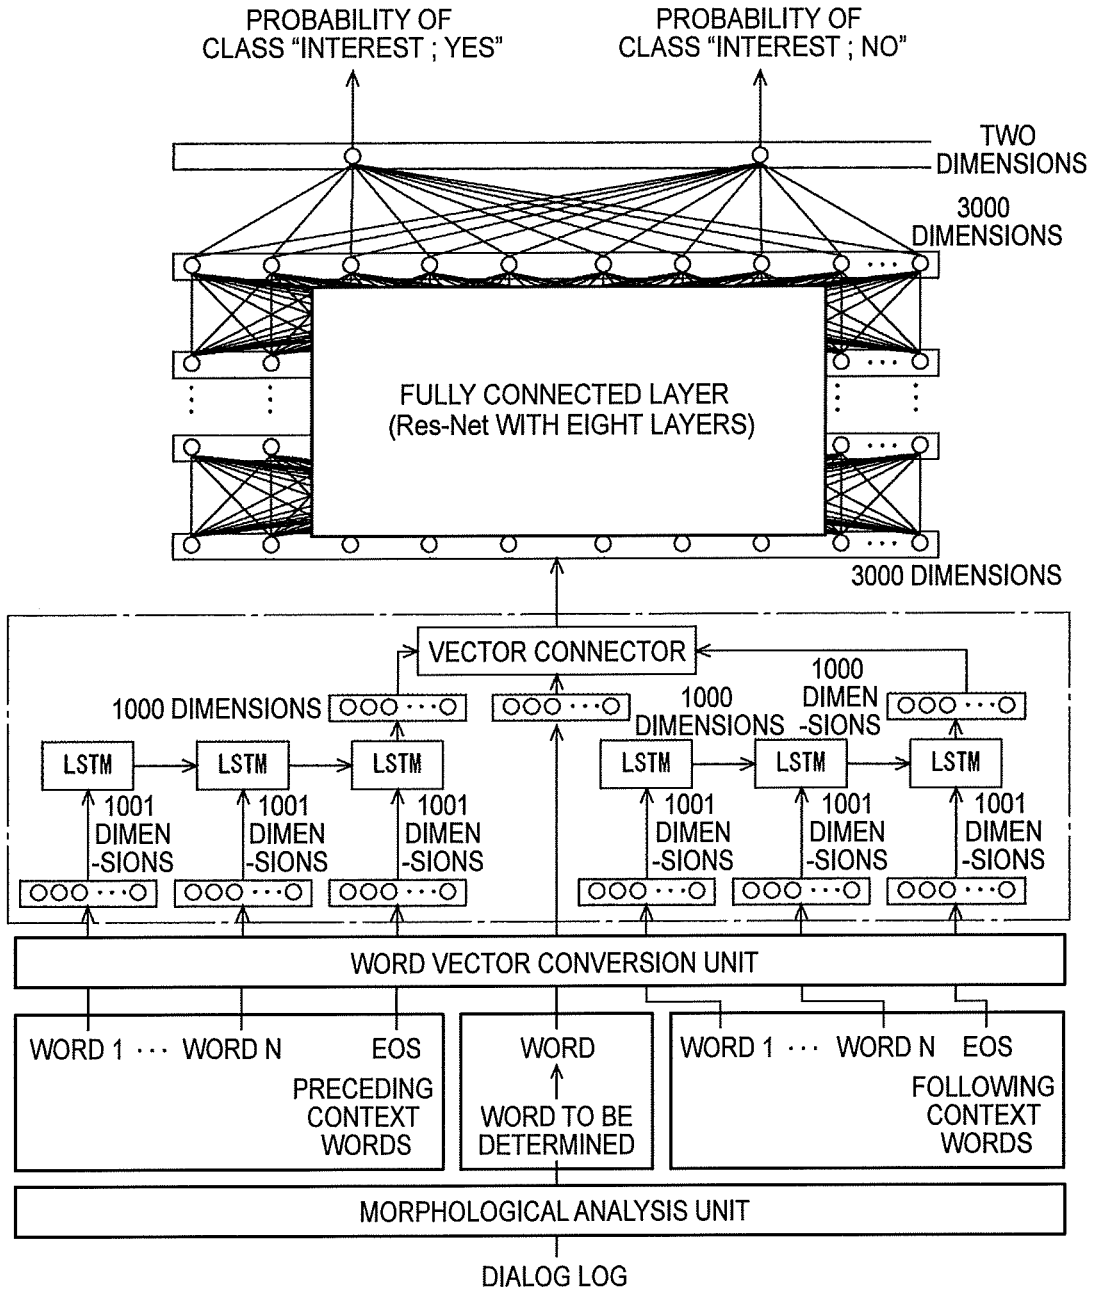 PROBABILITY OF
CLASS “INTEREST ; YES”
PROBABILITY OF
CLASS “INTEREST ; NO”
TWO
DIMENSIONS
3000
DIMENSIONS
FULLY CONNECTED LAYER
(Res-Net WITH EIGHT LAYERS)
3000 DIMENSIONS
VECTOR CONNECTOR
1000 DIMENSIONS
1000
DIMENSIONS
1000
DIMEN
-SIONS
LSTM
LSTM
LSTM
LSTM
LSTM
LSTM
1001
DIMEN
-SIONS
1001
DIMEN
-SIONS
1001
DIMEN
-SIONS
1001
DIMEN
-SIONS
1001
DIMEN
-SIONS
1001
DIMEN
-SIONS
WORD VECTOR CONVERSION UNIT
WORD 1 ··· WORD N EOS
PRECEDING
CONTEXT
WORDS
WORD
WORD TO BE
DETERMINED
WORD 1 ··· WORD N EOS
FOLLOWING
CONTEXT
WORDS
MORPHOLOGICAL ANALYSIS UNIT
DIALOG LOG